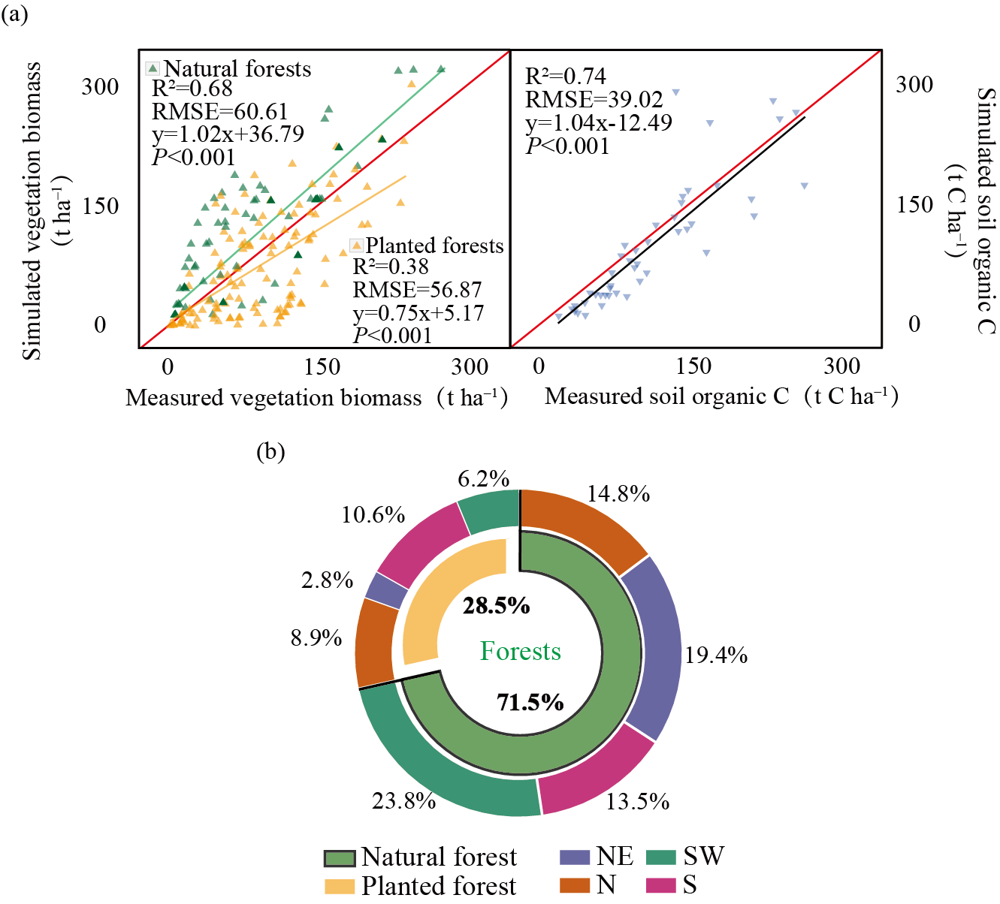 (a)
Simulated vegetation biomass
(t ha⁻¹)
300
150
0
Natural forests
R²=0.68
RMSE=60.61
y=1.02x+36.79
P<0.001
Planted forests
R²=0.38
RMSE=56.87
y=0.75x+5.17
P<0.001
0 150 300
Measured vegetation biomass (t ha⁻¹)
R²=0.74
RMSE=39.02
y=1.04x-12.49
P<0.001
300
150
0
Simulated soil organic C
(t C ha⁻¹)
0 150 300
Measured soil organic C (t C ha⁻¹)
(b)
6.2%
14.8%
10.6%
2.8%
28.5%
8.9%
Forests
19.4%
71.5%
23.8%
13.5%
Natural forest
NE
SW
Planted forest
N
S